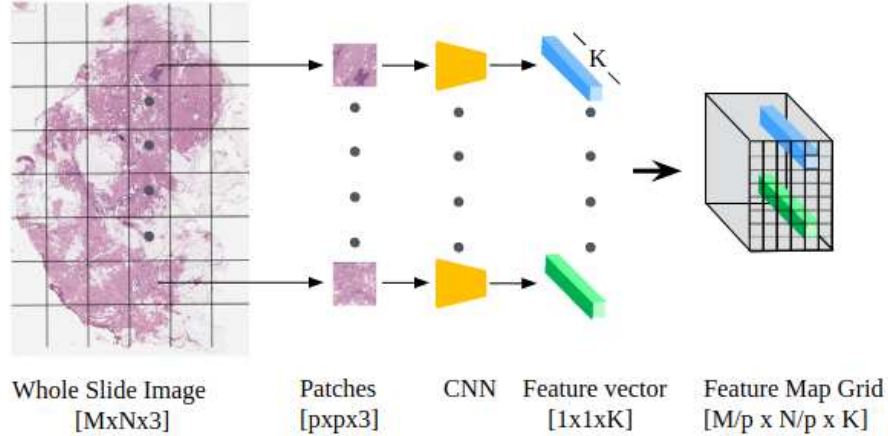 K
Whole Slide Image
[MxNx3]
Patches
[pxpx3]
CNN
Feature vector
[1x1xK]
Feature Map Grid
[M/p x N/p x K]